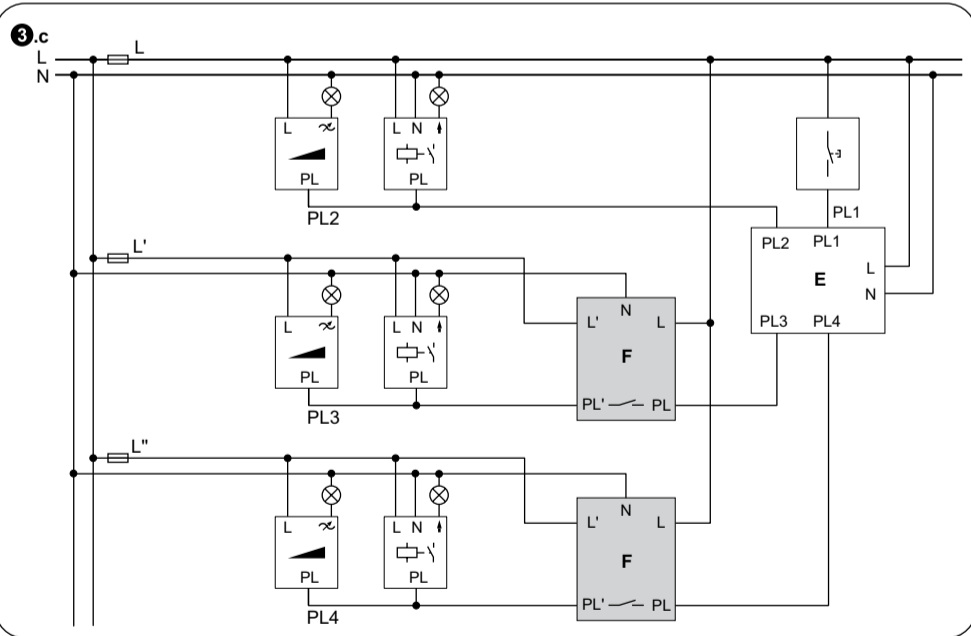 3.c
L
L
N
L ~
L N
PL
PL
PL1
PL2
PL2 PL1
E
L
N
PL3 PL4
L'
L ~
L N
PL
PL
PL3
N
L' L
F
PL' PL
L"
L ~
L N
PL
PL
PL4
N
L' L
F
PL' PL